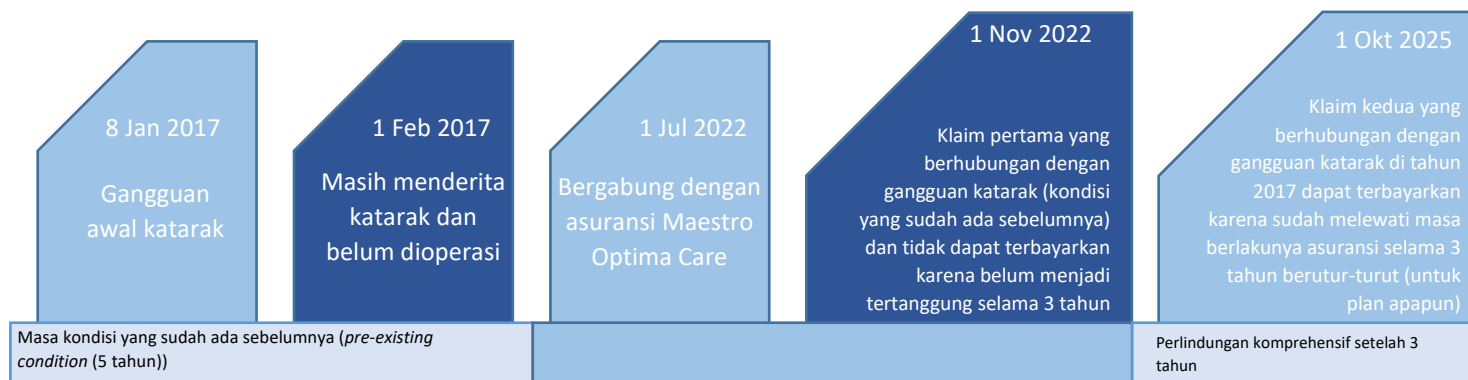 8 Jan 2017
Gangguan
awal katarak
1 Feb 2017
Masih menderita
katarak dan
belum dioperasi
1 Jul 2022
Bergabung dengan
asuransi Maestro
Optima Care
1 Nov 2022
Klaim pertama yang
berhubungan dengan
gangguan katarak (kondisi
yang sudah ada sebelumnya)
dan tidak dapat terbayarkan
karena belum menjadi
tertanggung selama 3 tahun
1 Okt 2025
Klaim kedua yang
berhubungan dengan
gangguan katarak di tahun
2017 dapat terbayarkan
karena sudah melewati masa
berlakunya asuransi selama 3
tahun berutur-turut (untuk
plan apapun)
Masa kondisi yang sudah ada sebelumnya (pre-existing
condition (5 tahun))
Perlindungan komprehensif setelah 3
tahun